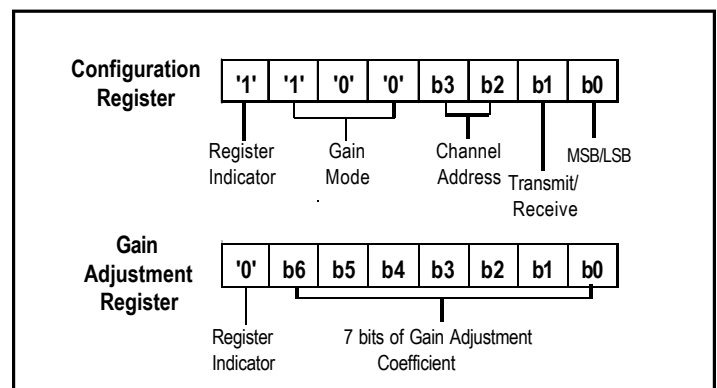 Configuration
Register
'1' '1' '0' '0' b3 b2 b1 b0
Register
Indicator
Gain
Mode
Channel
Address
Transmit/
Receive
MSB/LSB
Gain
Adjustment
Register
'0' b6 b5 b4 b3 b2 b1 b0
Register
Indicator
7 bits of Gain Adjustment
Coefficient